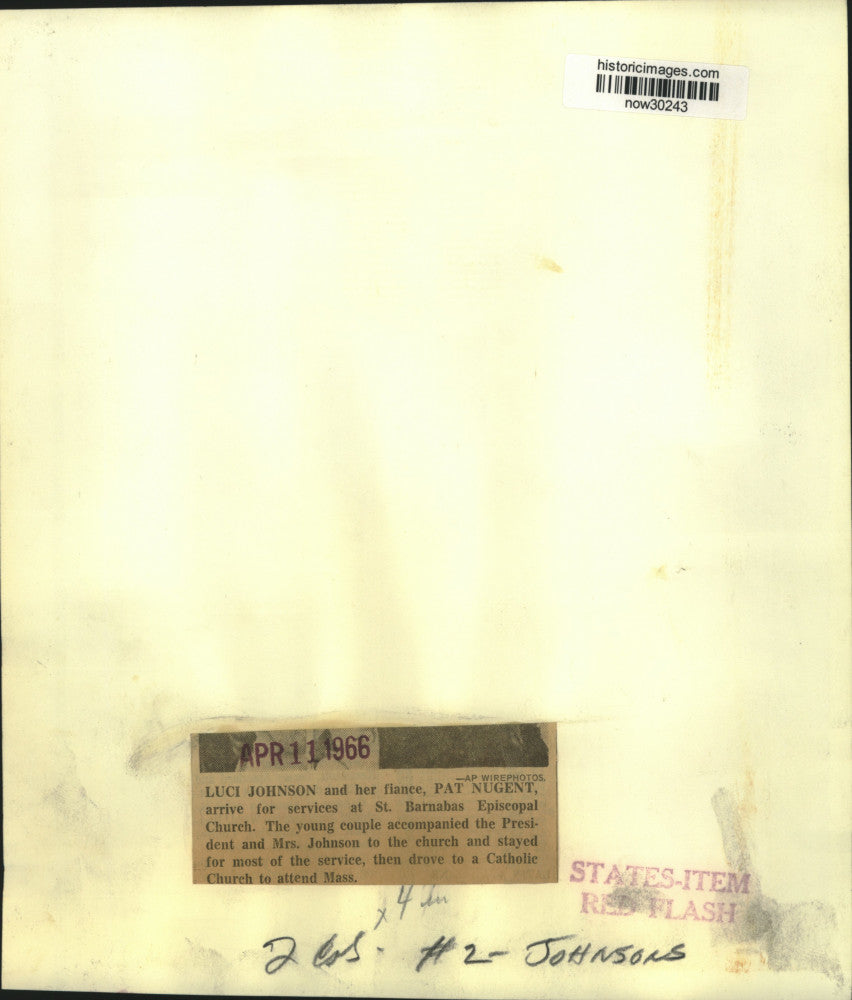 historicimages.com
now30243
APR 11 1966
—AP WIREPHOTOS.
LUCI JOHNSON and her fiance, PAT NUGENT,
arrive for services at St. Barnabas Episcopal
Church. The young couple accompanied the Presi-
dent and Mrs. Johnson to the church and stayed
for most of the service, then drove to a Catholic
Church to attend Mass.
STATES-ITEM
RED FLASH
x 4 in
2 Cols - #2- JOHNSONS